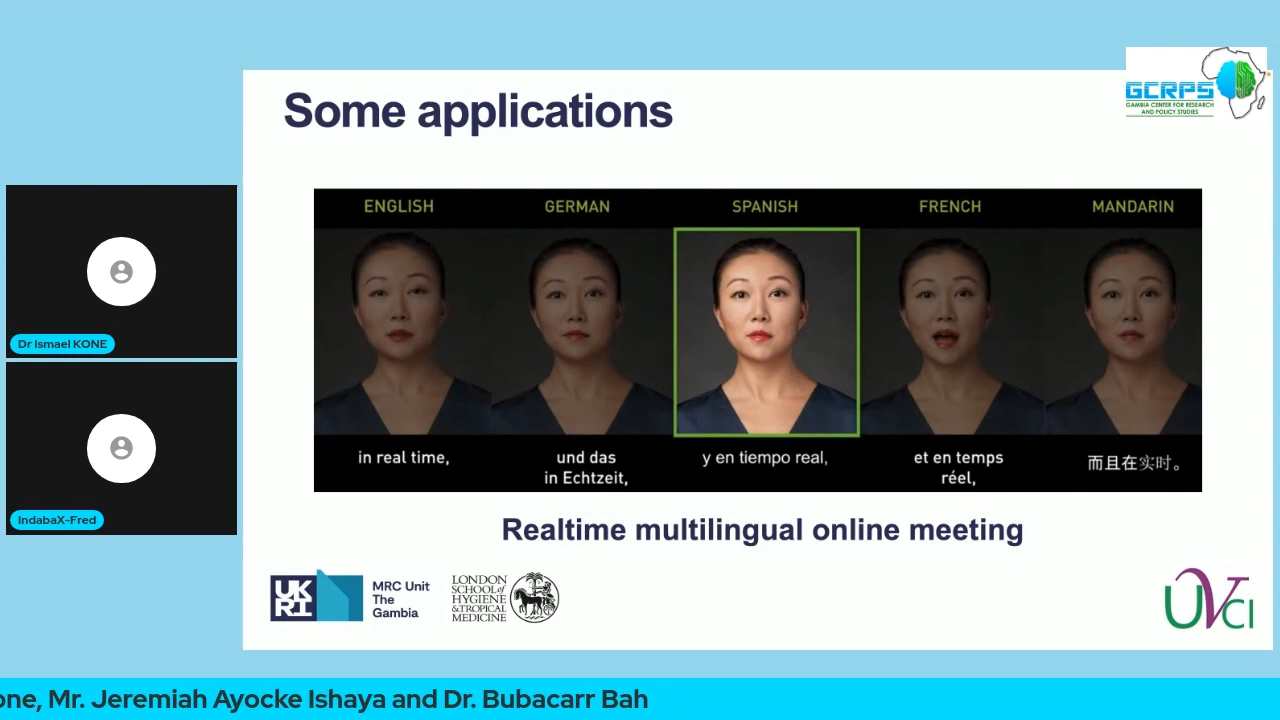 Some applications
GCRPS
GAMBIA CENTER FOR RESEARCH
AND POLICY STUDIES
ENGLISH
GERMAN
SPANISH
FRENCH
MANDARIN
in real time,
und das
in Echtzeit,
y en tiempo real,
et en temps
réel,
而且在实时。
Realtime multilingual online meeting
Dr Ismael KONE
IndabaX-Fred
UK
RI
MRC Unit
The
Gambia
LONDON
SCHOOL of
HYGIENE
&TROPICAL
MEDICINE
UVCI
one, Mr. Jeremiah Ayocke Ishaya and Dr. Bubacarr Bah